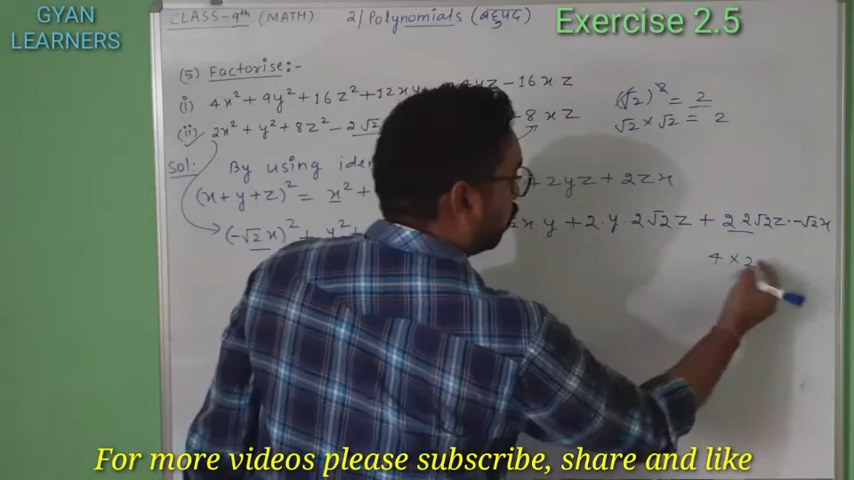 GYAN LEARNERS
CLASS-9th (MATH) 2/Polynomials (बहुपद)
Exercise 2.5
(5) Factorise:-
(i) 4x²+9y²+16z²+12xy yz-16xz
(ii) 2x²+y²+8z²-2√2 8xz
(√2)² = 2
√2×√2 = 2
Sol: By using
(x+y+z)² = x²+ +2yz+2zx
(-√2x)²+ y²+ x.y +2.y.2√2z + 2 2√2z.-√2x
4×2
For more videos please subscribe, share and like